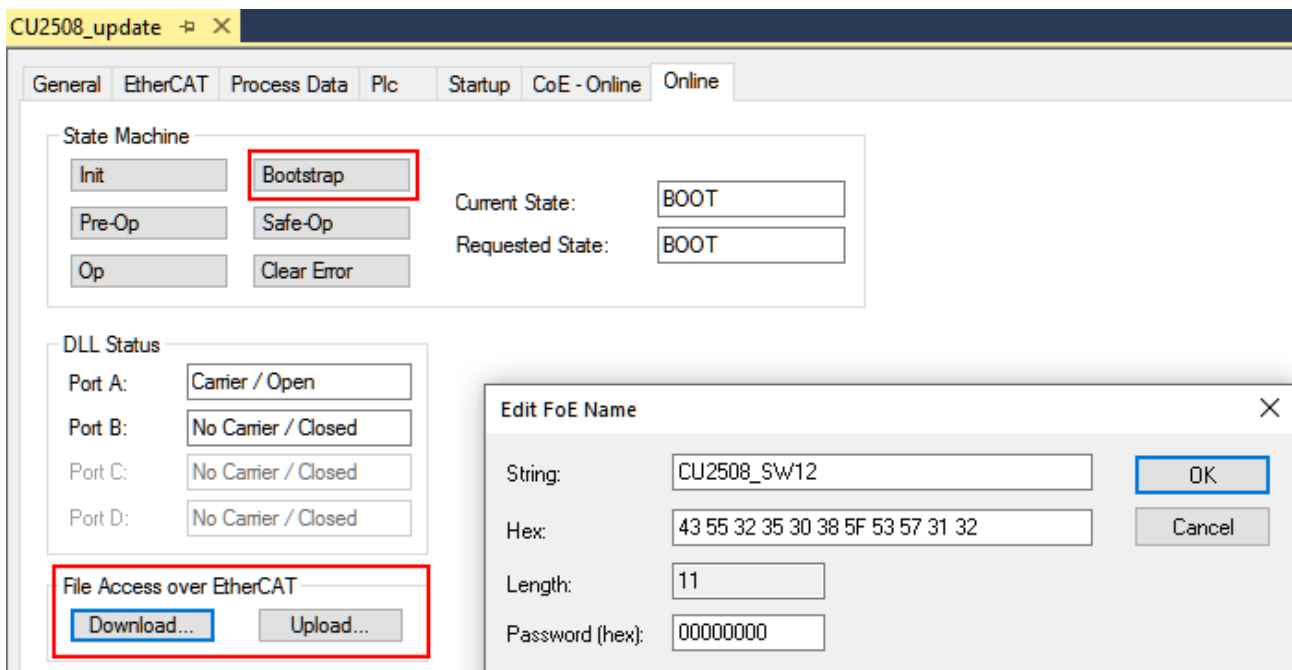 CU2508_update
General EtherCAT Process Data Plc Startup CoE - Online Online
State Machine
Init Bootstrap
Pre-Op Safe-Op
Op Clear Error
Current State: BOOT
Requested State: BOOT
DLL Status
Port A: Carrier / Open
Port B: No Carrier / Closed
Port C: No Carrier / Closed
Port D: No Carrier / Closed
File Access over EtherCAT
Download... Upload...
Edit FoE Name
String: CU2508_SW12 OK
Hex: 43 55 32 35 30 38 5F 53 57 31 32 Cancel
Length: 11
Password (hex): 00000000